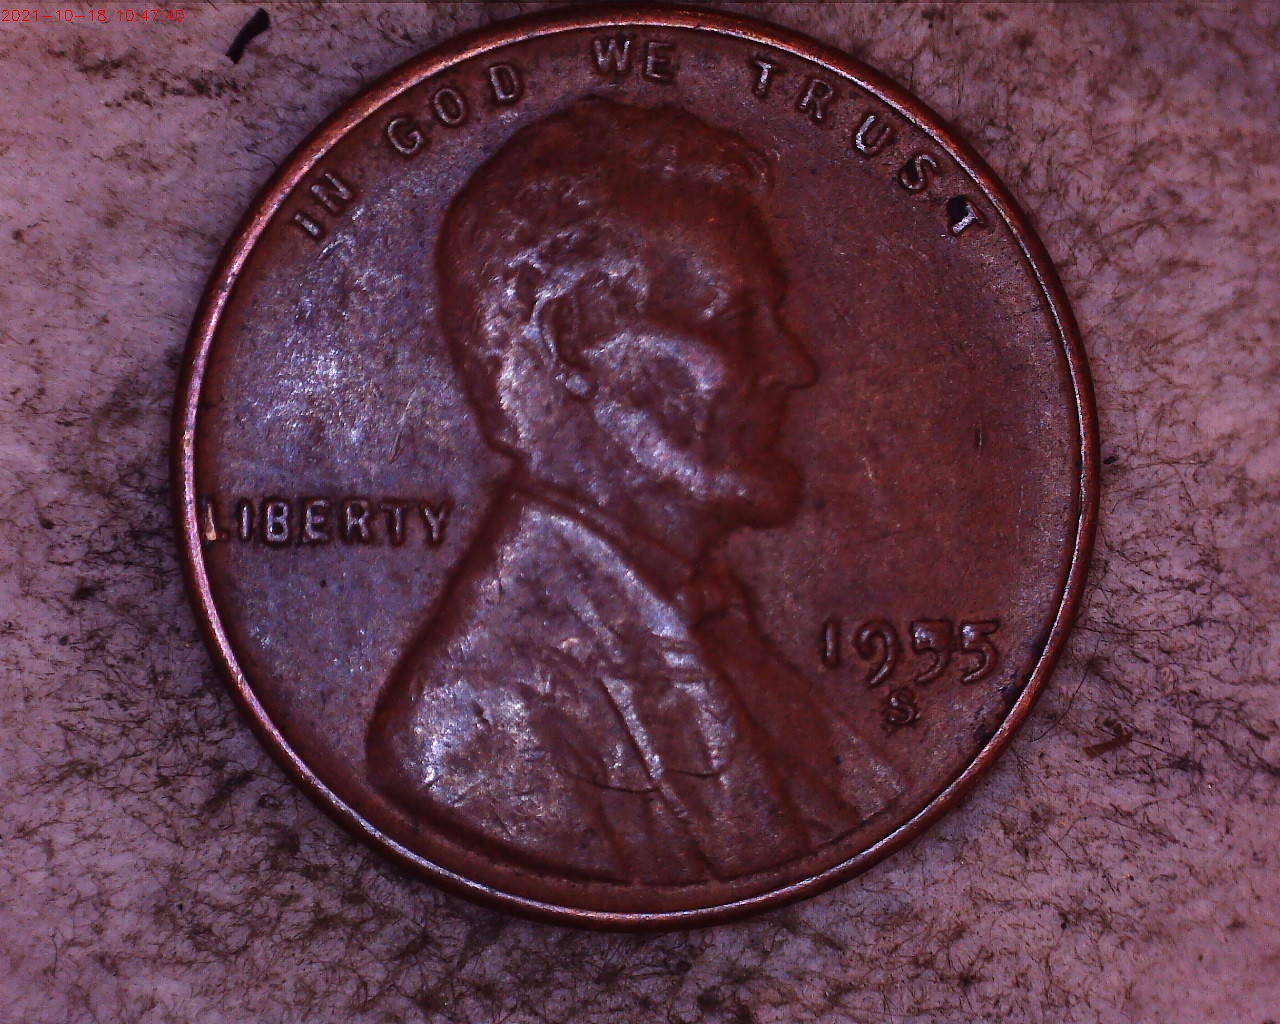 2021-10-18 10:47:40
IN GOD WE TRUST
LIBERTY
1955
S